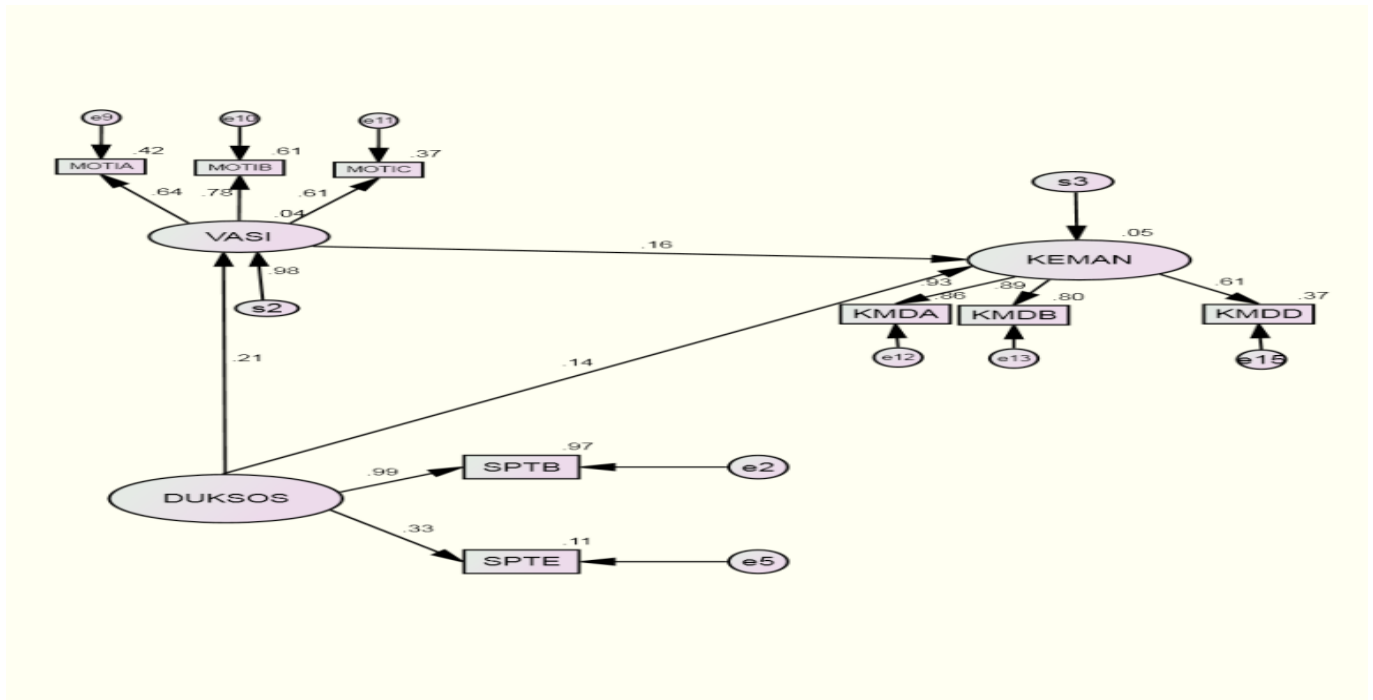 e9 e10 e11
.42 .61 .37
MOTIA MOTIB MOTIC
.64 .78 .61
.04
VASI
.98
s2
.16
s3
.05
KEMAN
.93 .89 .61
.86 .80 .37
KMDA KMDB KMDD
e12 e13 e15
.21
.14
DUKSOS
.99
.97
SPTB e2
.33
.11
SPTE e5